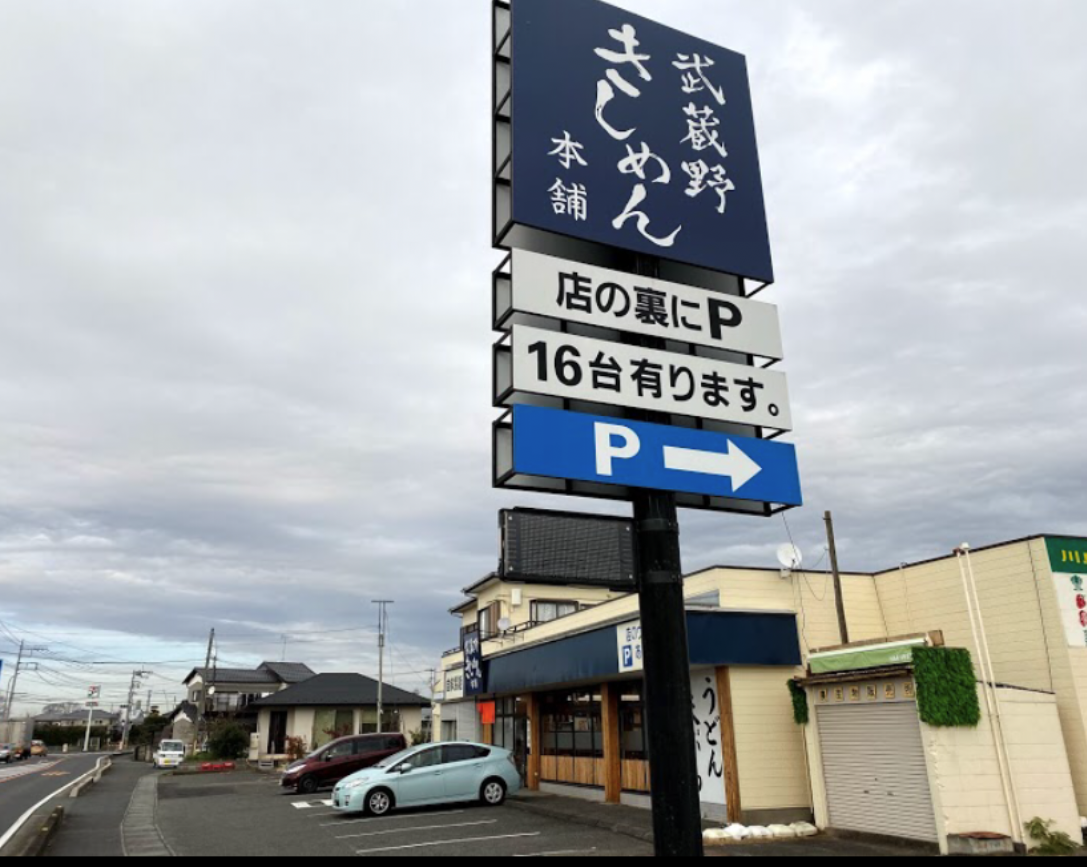 武蔵野
きしめん
本舗
店の裏にP
16台有ります。
P
P
うどん